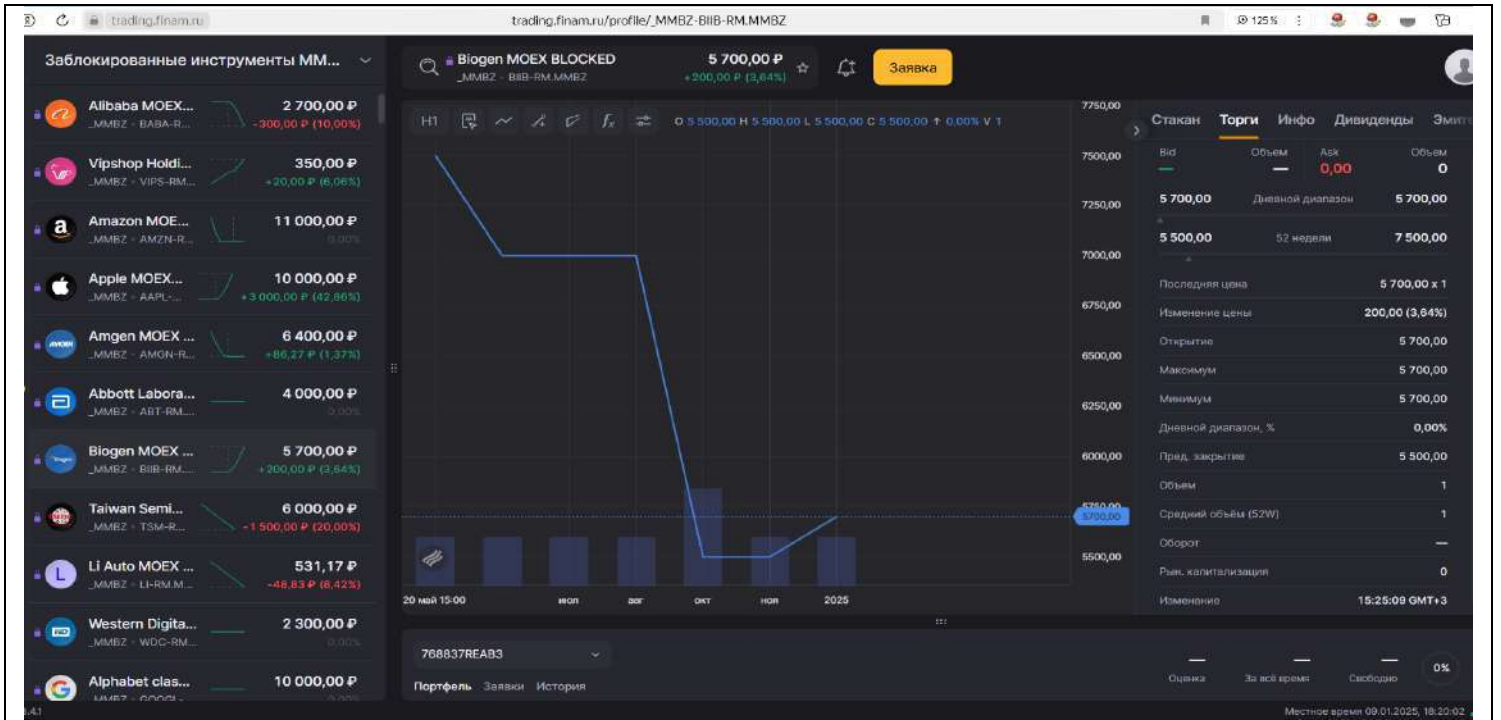 trading.finam.ru
trading.finam.ru/profile/_MMBZ-BIIB-RM.MMBZ
125%
Заблокированные инструменты ММ...
Alibaba MOEX...
2 700,00 ₽
_MMBZ - BABA-R...
-300,00 ₽ (10,00%)
Vipshop Holdi...
350,00 ₽
_MMBZ - VIPS-RM...
+20,00 ₽ (6,06%)
Amazon MOE...
11 000,00 ₽
_MMBZ - AMZN-R...
0,00%
Apple MOEX...
10 000,00 ₽
_MMBZ - AAPL-...
+3 000,00 ₽ (42,86%)
Amgen MOEX ...
6 400,00 ₽
_MMBZ - AMGN-R...
+86,27 ₽ (1,37%)
Abbott Labora...
4 000,00 ₽
_MMBZ - ABT-RM....
0,00%
Biogen MOEX ...
5 700,00 ₽
_MMBZ - BIIB-RM....
+200,00 ₽ (3,64%)
Taiwan Semi...
6 000,00 ₽
_MMBZ - TSM-R...
-1 500,00 ₽ (20,00%)
L
Li Auto MOEX ...
531,17 ₽
_MMBZ - LI-RM.M...
-48,83 ₽ (8,42%)
Western Digita...
2 300,00 ₽
_MMBZ - WDC-RM...
0,00%
Alphabet clas...
10 000,00 ₽
Biogen MOEX BLOCKED
5 700,00 ₽
_MMBZ - BIIB-RM.MMBZ
+200,00 ₽ (3,64%)
Заявка
H1
O 5 500,00 H 5 500,00 L 5 500,00 C 5 500,00 ↑ 0,00% V 1
7750,00
7500,00
7250,00
7000,00
6750,00
6500,00
6250,00
6000,00
5750,00
5700,00
5500,00
20 май 15:00
июл
авг
окт
ноя
2025
Стакан Торги Инфо Дивиденды Эмит
Bid Объем Ask Объем
— — 0,00 0
5 700,00 Дневной диапазон 5 700,00
5 500,00 52 недели 7 500,00
Последняя цена 5 700,00 x 1
Изменение цены 200,00 (3,64%)
Открытие 5 700,00
Максимум 5 700,00
Минимум 5 700,00
Дневной диапазон, % 0,00%
Пред. закрытие 5 500,00
Объем 1
Средний объём (52W) 1
Оборот —
Рын. капитализация 0
Изменение 15:25:09 GMT+3
768837REAB3
Портфель Заявки История
— — —
Оценка За всё время Свободно
0%
Местное время 09.01.2025, 18:20:02